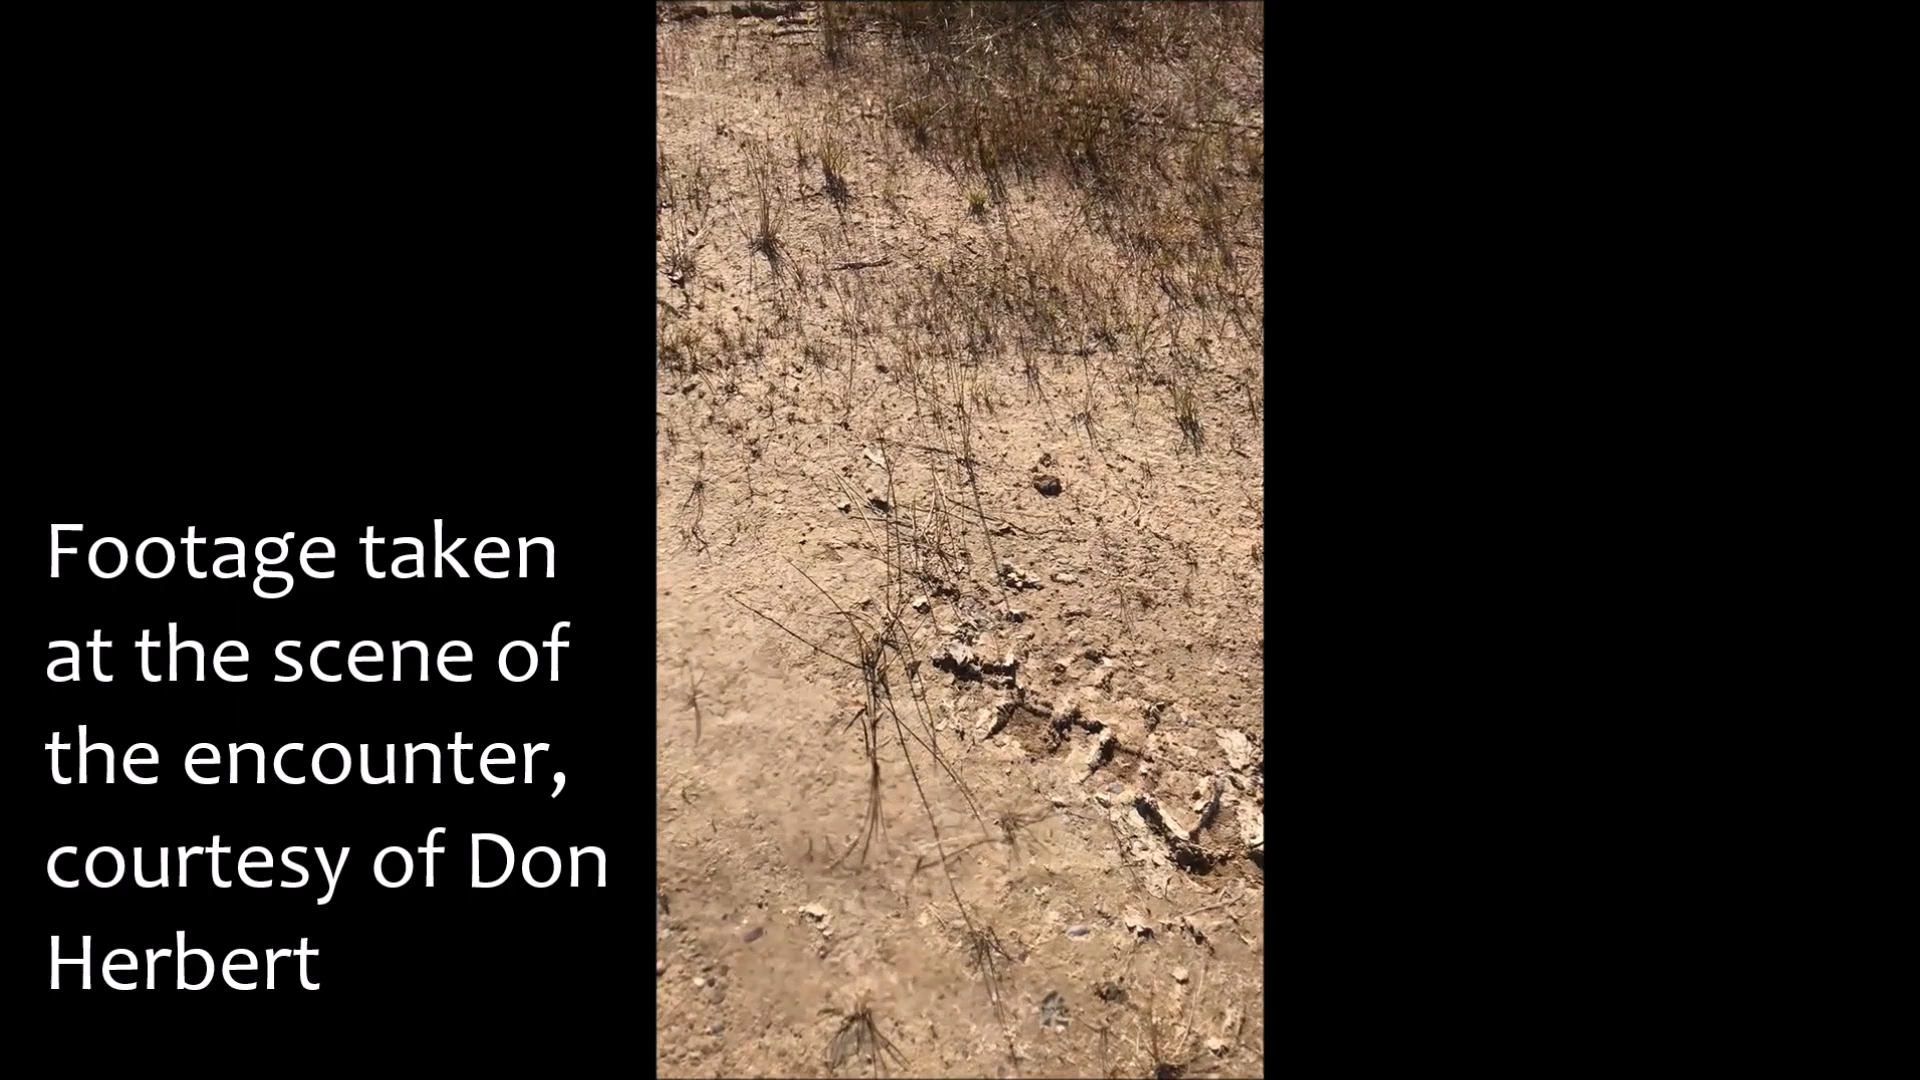 Footage taken
at the scene of
the encounter,
courtesy of Don
Herbert